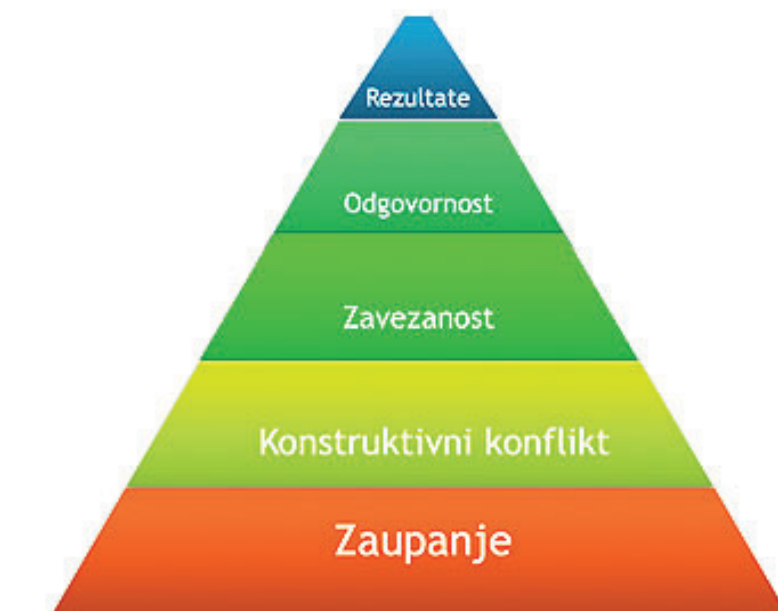 Rezultate
Odgovornost
Zavezanost
Konstruktivni konflikt
Zaupanje